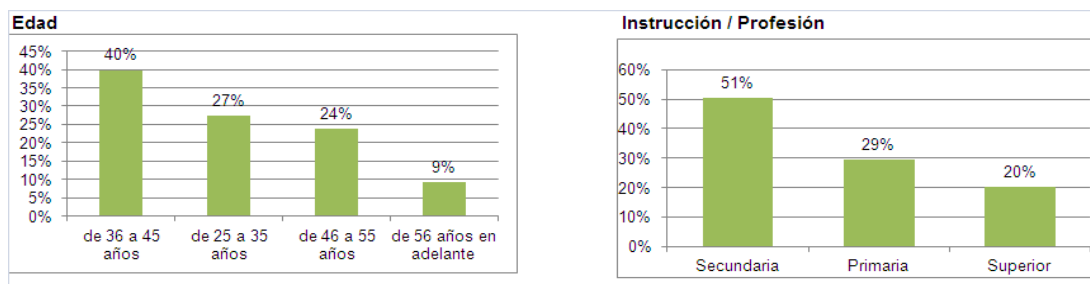 Edad
45%
40%
35%
30%
25%
20%
15%
10%
5%
0%
40%
27%
24%
9%
de 36 a 45
años
de 25 a 35
años
de 46 a 55
años
de 56 años en
adelante
Instrucción / Profesión
60%
50%
40%
30%
20%
10%
0%
51%
29%
20%
Secundaria
Primaria
Superior